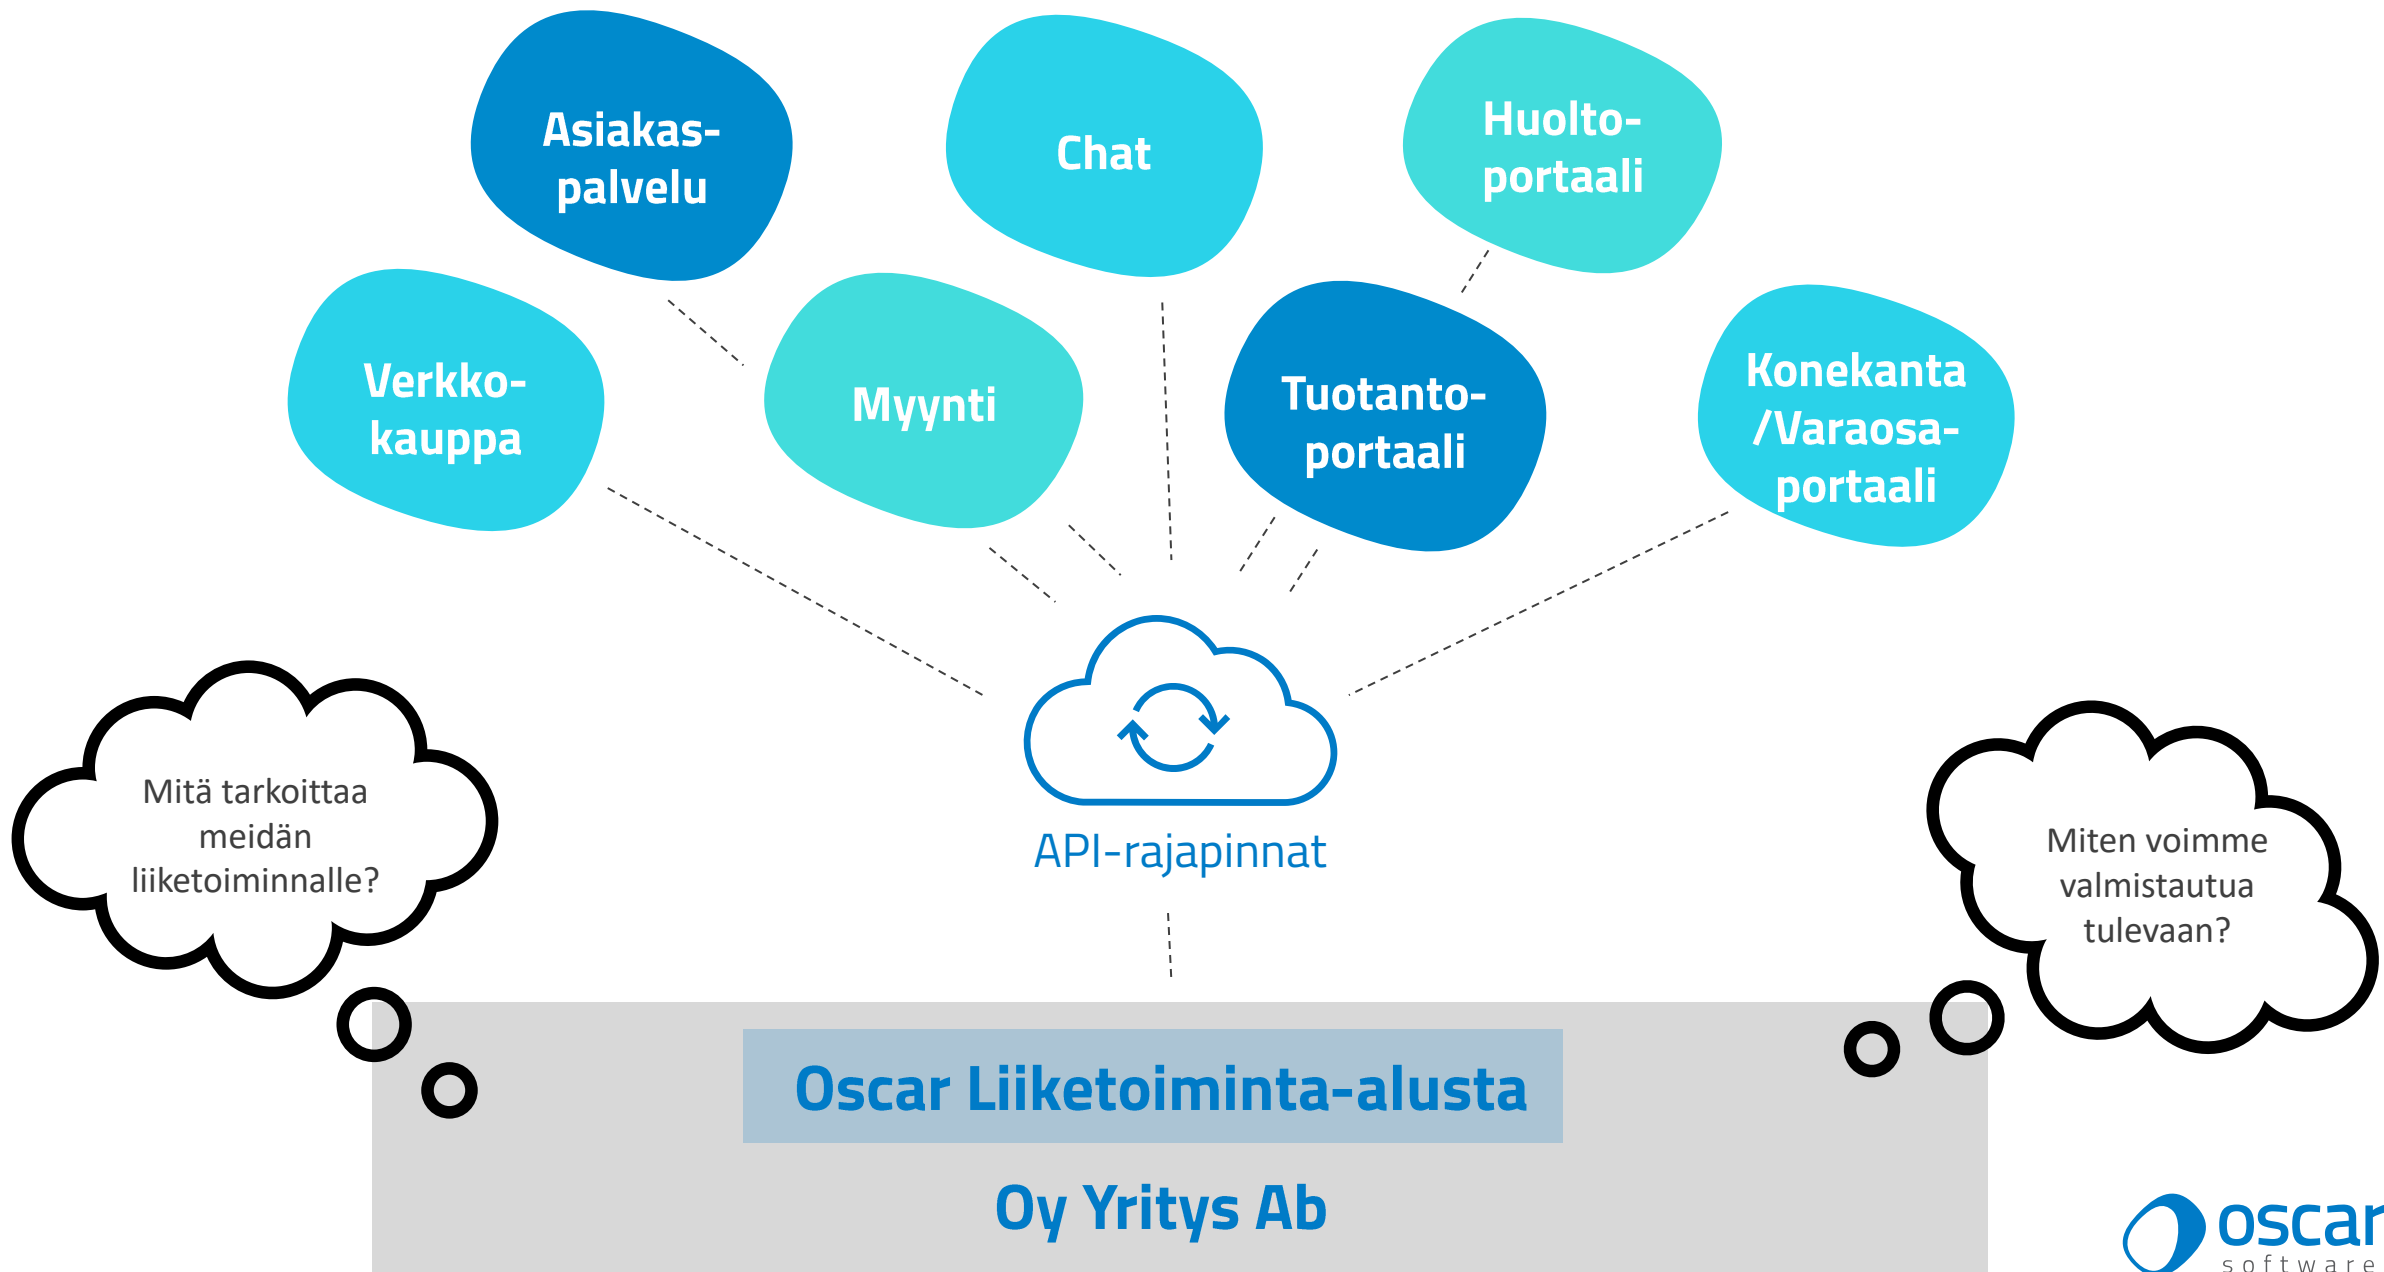 Asiakas-
palvelu
Chat
Huolto-
portaali
Verkko-
kauppa
Myynti
Tuotanto-
portaali
Konekanta
/Varaosa-
portaali
API-rajapinnat
Mitä tarkoittaa
meidän
liiketoiminnalle?
Miten voimme
valmistautua
tulevaan?
Oscar Liiketoiminta-alusta
Oy Yritys Ab
oscar
software